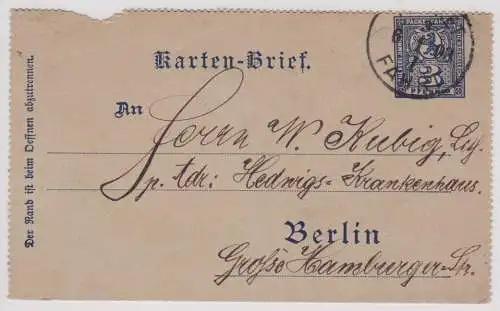 Karten-Brief.
An
Herrn W. Kubig,
p. Adr: Hedwigs-Krankenhaus.
Berlin
Große Hamburger-Str.
Der Rand ist beim Oeffnen abzutrennen.